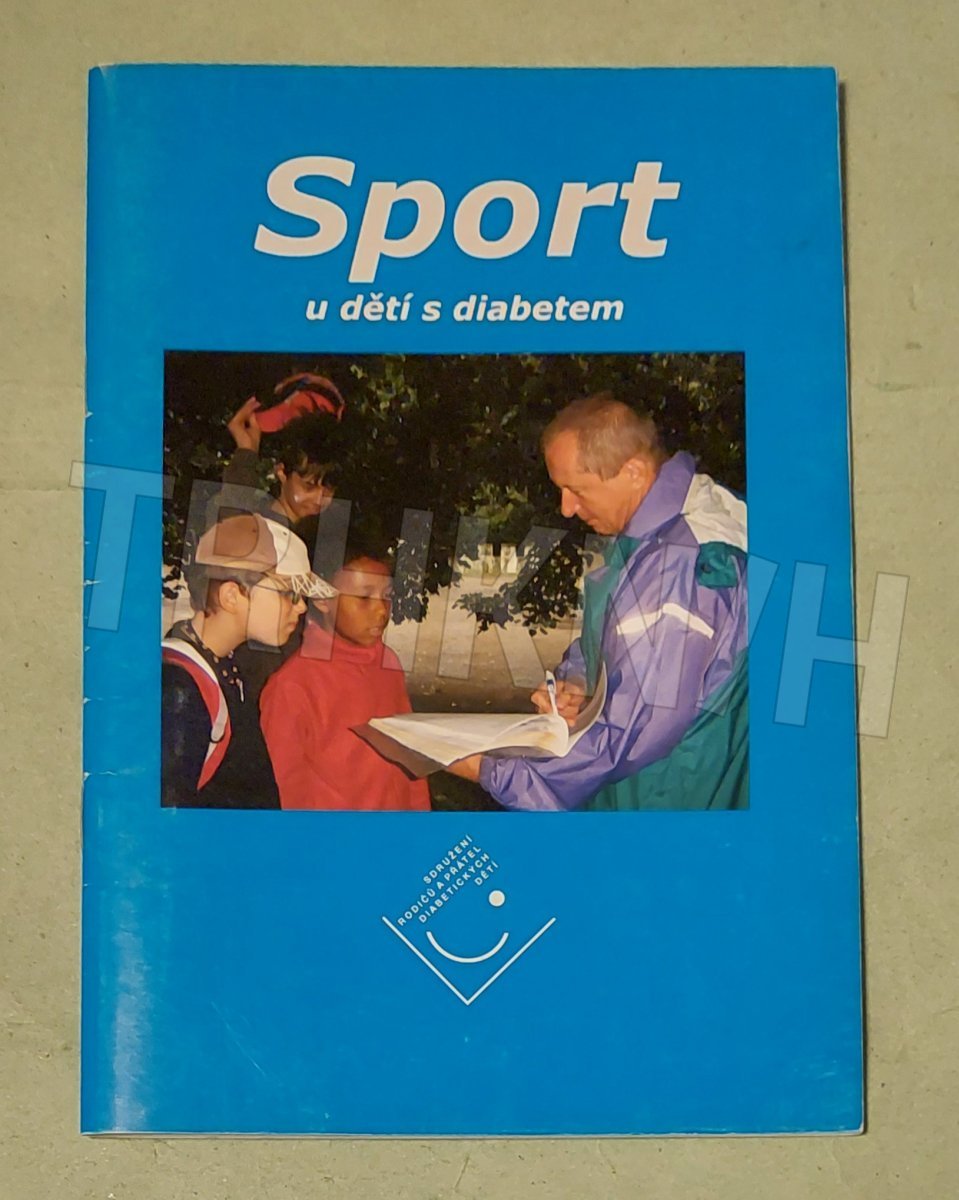 Sport
u dětí s diabetem
SDRUŽENÍ
RODIČŮ A PŘÁTEL
DIABETICKÝCH
DĚTÍ